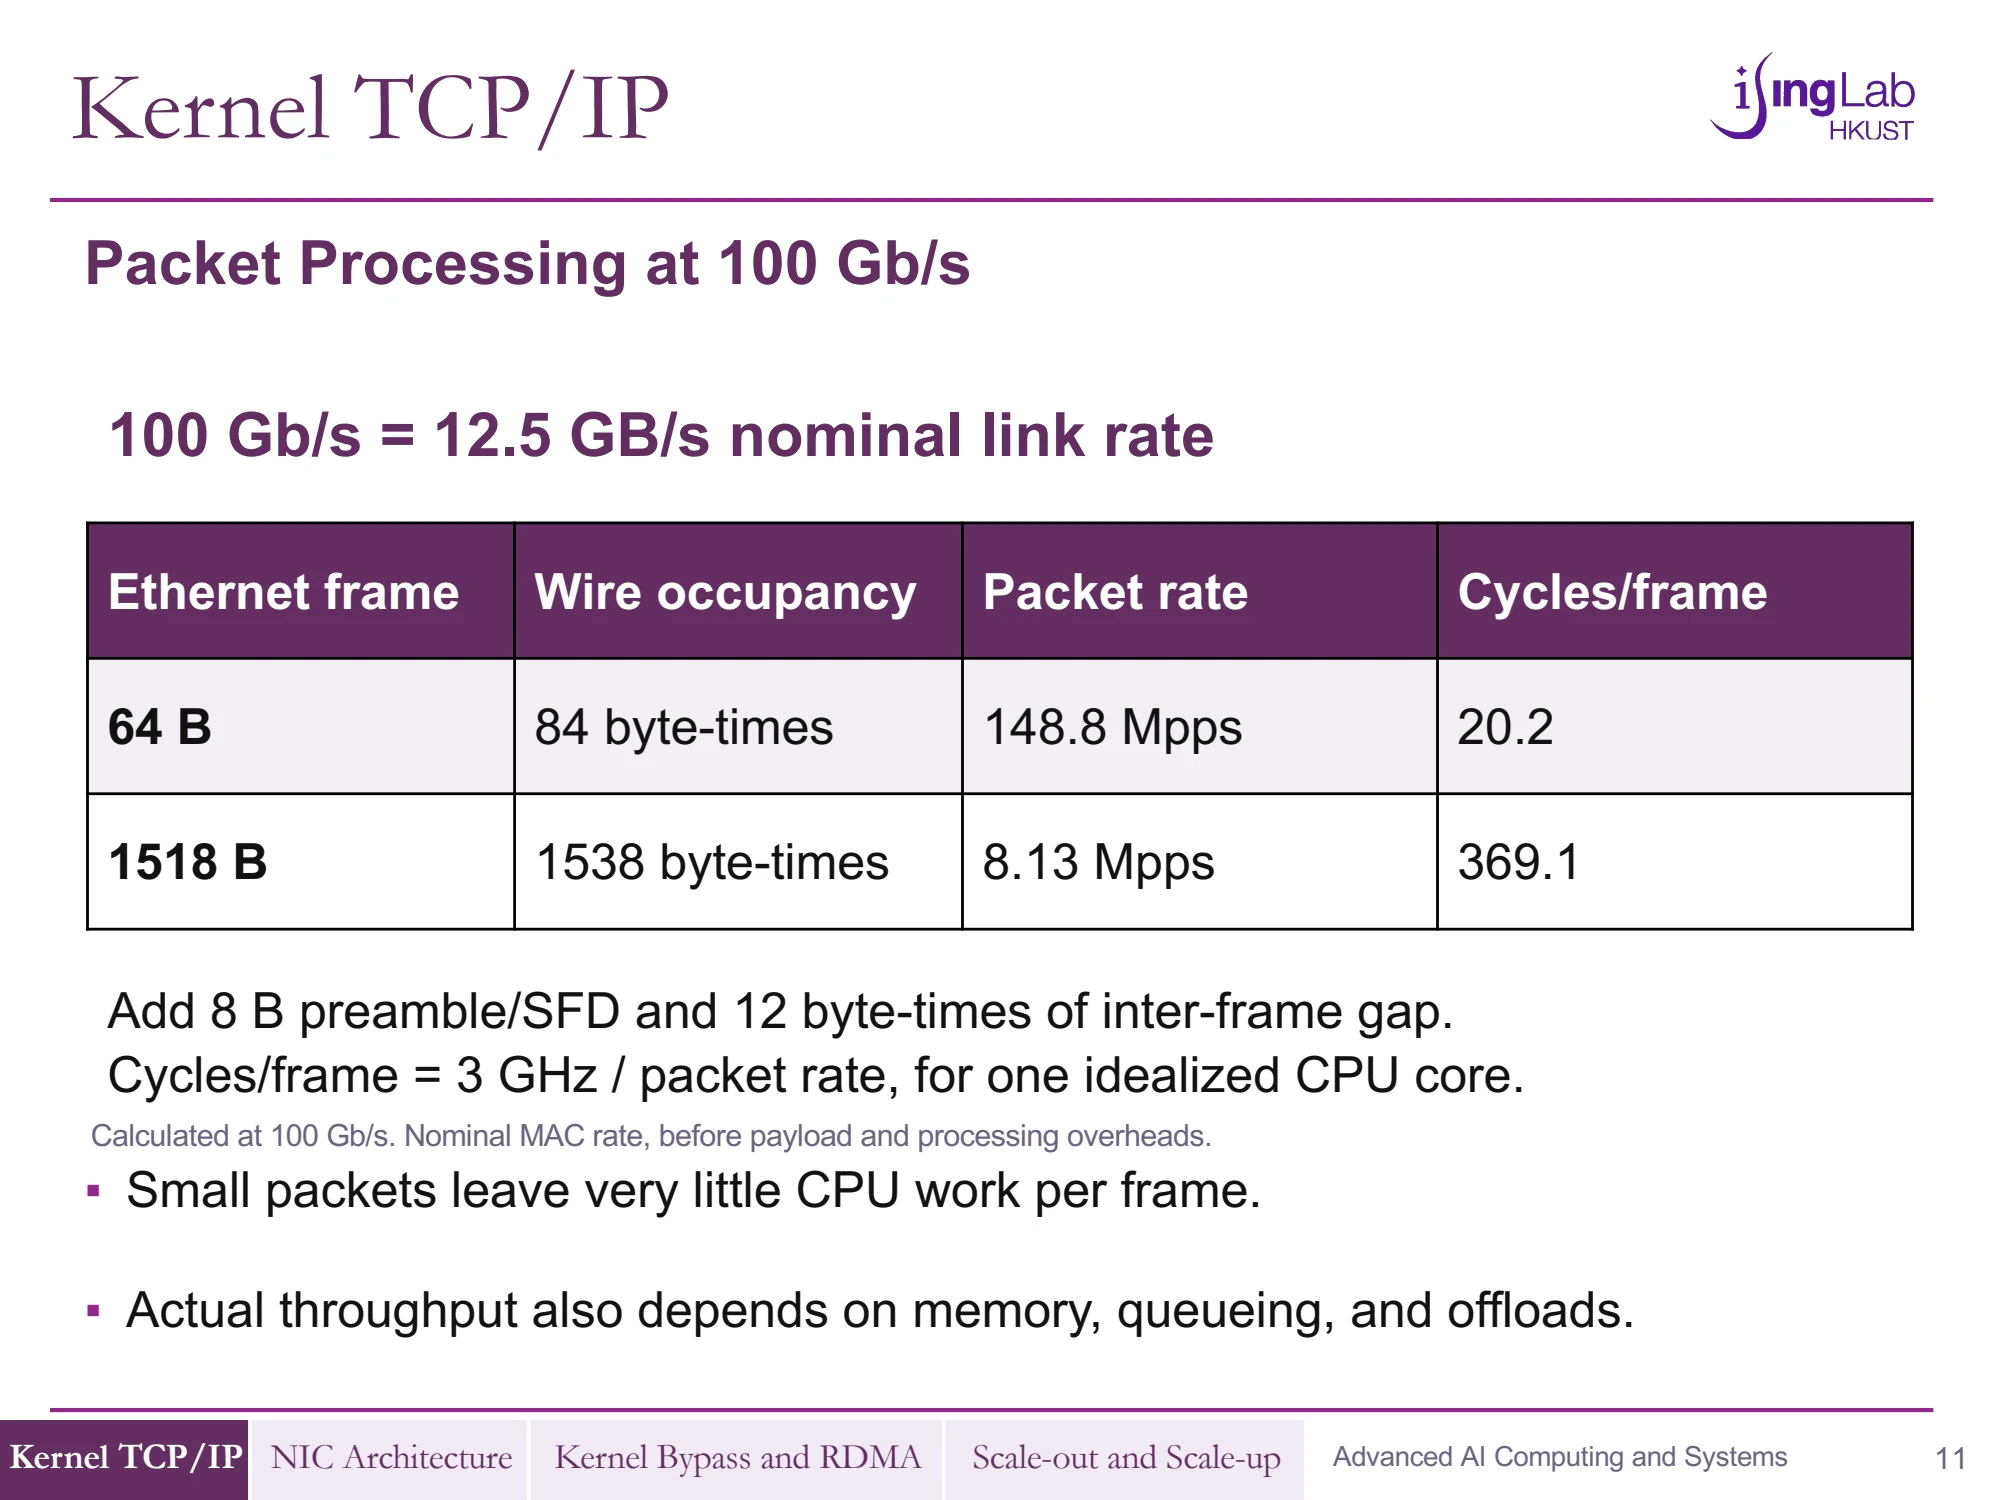 Kernel TCP/IP
iSingLab
HKUST
Packet Processing at 100 Gb/s
100 Gb/s = 12.5 GB/s nominal link rate
Ethernet frame Wire occupancy Packet rate Cycles/frame
64 B 84 byte-times 148.8 Mpps 20.2
1518 B 1538 byte-times 8.13 Mpps 369.1
Add 8 B preamble/SFD and 12 byte-times of inter-frame gap.
Cycles/frame = 3 GHz / packet rate, for one idealized CPU core.
Calculated at 100 Gb/s. Nominal MAC rate, before payload and processing overheads.
▪ Small packets leave very little CPU work per frame.
▪ Actual throughput also depends on memory, queueing, and offloads.
Kernel TCP/IP NIC Architecture Kernel Bypass and RDMA Scale-out and Scale-up Advanced AI Computing and Systems 11